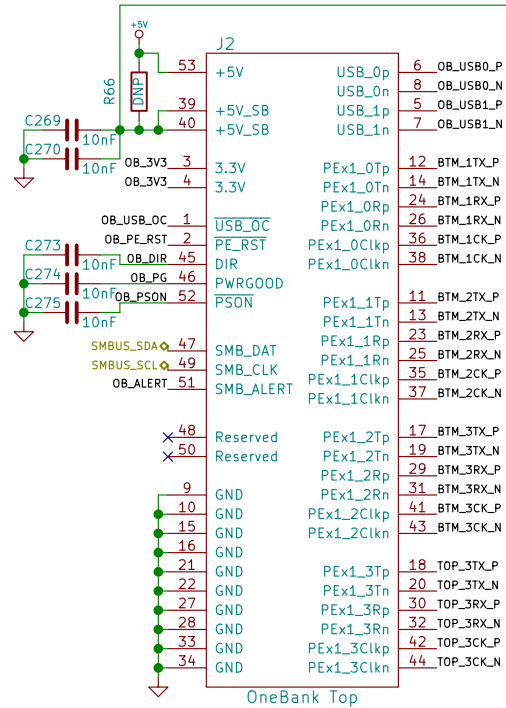 +5V
J2
53 +5V USB_0p 6 OB_USB0_P
R66 DNP USB_0n 8 OB_USB0_N
39 +5V_SB USB_1p 5 OB_USB1_P
C269 10nF 40 +5V_SB USB_1n 7 OB_USB1_N
C270 10nF
OB_3V3 3 3.3V PEx1_0Tp 12 BTM_1TX_P
OB_3V3 4 3.3V PEx1_0Tn 14 BTM_1TX_N
PEx1_0Rp 24 BTM_1RX_P
OB_USB_OC 1 USB_OC PEx1_0Rn 26 BTM_1RX_N
OB_PE_RST 2 PE_RST PEx1_0Clkp 36 BTM_1CK_P
C273 10nF OB_DIR 45 DIR PEx1_0Clkn 38 BTM_1CK_N
C274 10nF OB_PG 46 PWRGOOD
C275 10nF OB_PSON 52 PSON PEx1_1Tp 11 BTM_2TX_P
PEx1_1Tn 13 BTM_2TX_N
PEx1_1Rp 23 BTM_2RX_P
SMBUS_SDA 47 SMB_DAT PEx1_1Rn 25 BTM_2RX_N
SMBUS_SCL 49 SMB_CLK PEx1_1Clkp 35 BTM_2CK_P
OB_ALERT 51 SMB_ALERT PEx1_1Clkn 37 BTM_2CK_N
48 Reserved PEx1_2Tp 17 BTM_3TX_P
50 Reserved PEx1_2Tn 19 BTM_3TX_N
PEx1_2Rp 29 BTM_3RX_P
9 GND PEx1_2Rn 31 BTM_3RX_N
10 GND PEx1_2Clkp 41 BTM_3CK_P
15 GND PEx1_2Clkn 43 BTM_3CK_N
16 GND
21 GND PEx1_3Tp 18 TOP_3TX_P
22 GND PEx1_3Tn 20 TOP_3TX_N
27 GND PEx1_3Rp 30 TOP_3RX_P
28 GND PEx1_3Rn 32 TOP_3RX_N
33 GND PEx1_3Clkp 42 TOP_3CK_P
34 GND PEx1_3Clkn 44 TOP_3CK_N
OneBank Top